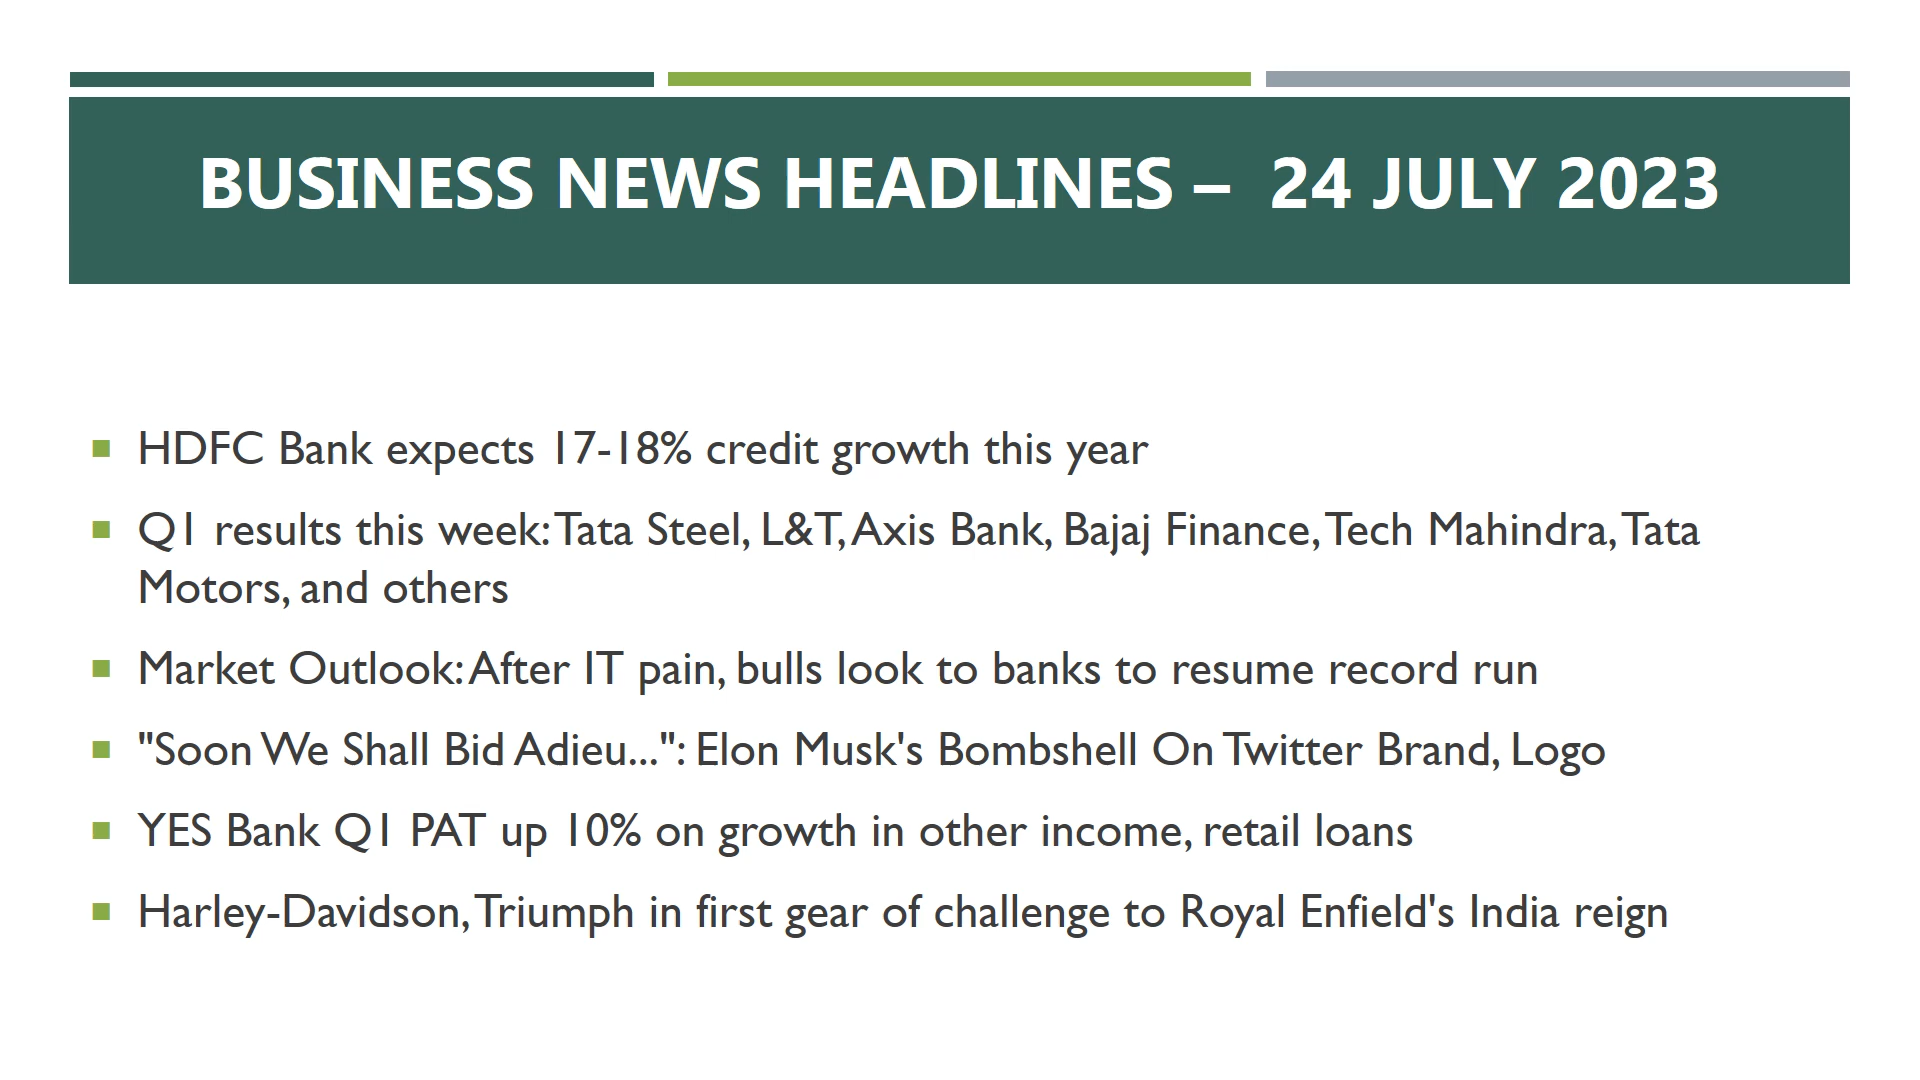 BUSINESS NEWS HEADLINES – 24 JULY 2023
HDFC Bank expects 17-18% credit growth this year
Q1 results this week: Tata Steel, L&T, Axis Bank, Bajaj Finance, Tech Mahindra, Tata
Motors, and others
Market Outlook: After IT pain, bulls look to banks to resume record run
"Soon We Shall Bid Adieu...": Elon Musk's Bombshell On Twitter Brand, Logo
YES Bank Q1 PAT up 10% on growth in other income, retail loans
Harley-Davidson, Triumph in first gear of challenge to Royal Enfield's India reign